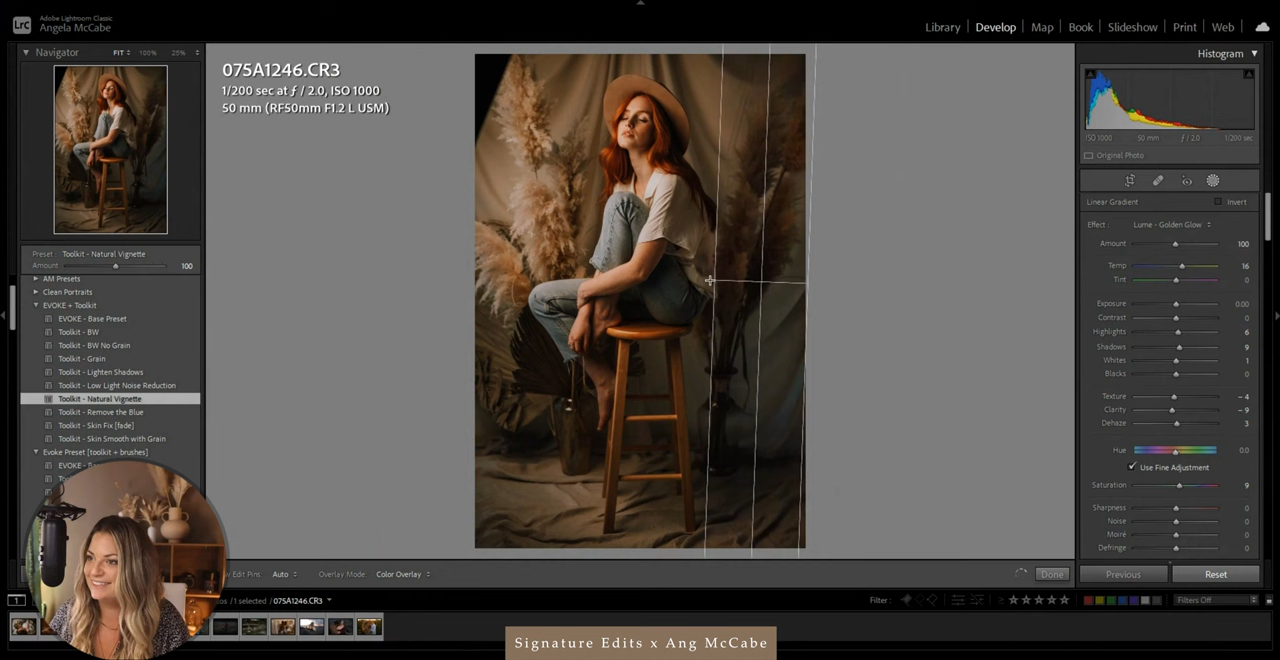 LrC
Adobe Lightroom Classic
Angela McCabe
Library | Develop | Map | Book | Slideshow | Print | Web
Navigator FIT 100% 25%
Preset: Toolkit - Natural Vignette
Amount 100
AM Presets
Clean Portraits
EVOKE + Toolkit
EVOKE - Base Preset
Toolkit - BW
Toolkit - BW No Grain
Toolkit - Grain
Toolkit - Lighten Shadows
Toolkit - Low Light Noise Reduction
Toolkit - Natural Vignette
Toolkit - Remove the Blue
Toolkit - Skin Fix [fade]
Toolkit - Skin Smooth with Grain
Evoke Preset [toolkit + brushes]
075A1246.CR3
1/200 sec at ƒ / 2.0, ISO 1000
50 mm (RF50mm F1.2 L USM)
Histogram
ISO 1000 50 mm ƒ / 2.0 1/200 sec
Original Photo
Linear Gradient Invert
Effect : Lume - Golden Glow
Amount 100
Temp 16
Tint 0
Exposure 0.00
Contrast 0
Highlights 6
Shadows 9
Whites 1
Blacks 0
Texture – 4
Clarity – 9
Dehaze 3
Hue 0.0
Use Fine Adjustment
Saturation 9
Sharpness 0
Noise 0
Moiré 0
Defringe 0
Previous Reset
Edit Pins: Auto Overlay Mode: Color Overlay Done
1 /1 selected / 075A1246.CR3 Filter : Filters Off
Signature Edits x Ang McCabe